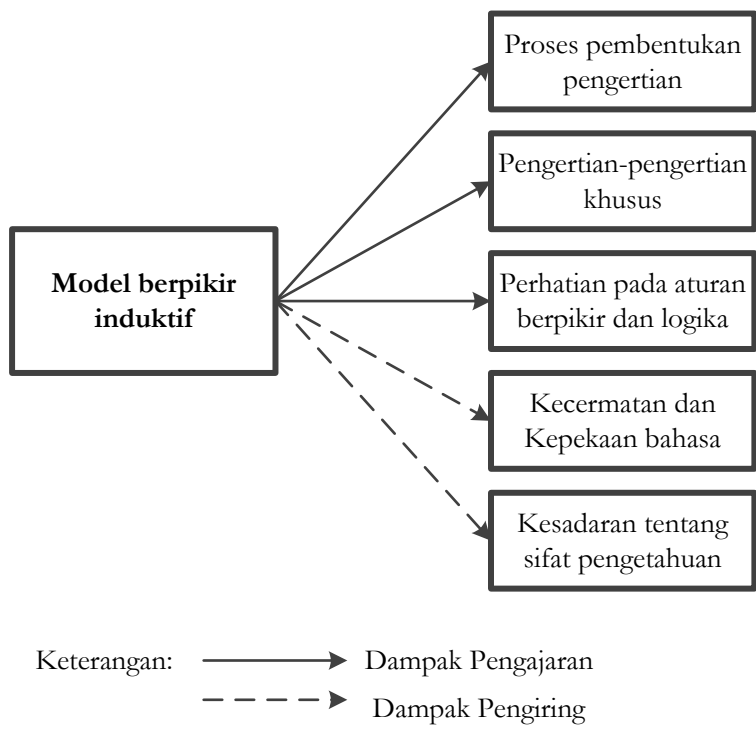 Proses pembentukan
pengertian
Pengertian-pengertian
khusus
Model berpikir
induktif
Perhatian pada aturan
berpikir dan logika
Kecermatan dan
Kepekaan bahasa
Kesadaran tentang
sifat pengetahuan
Keterangan:
Dampak Pengajaran
Dampak Pengiring